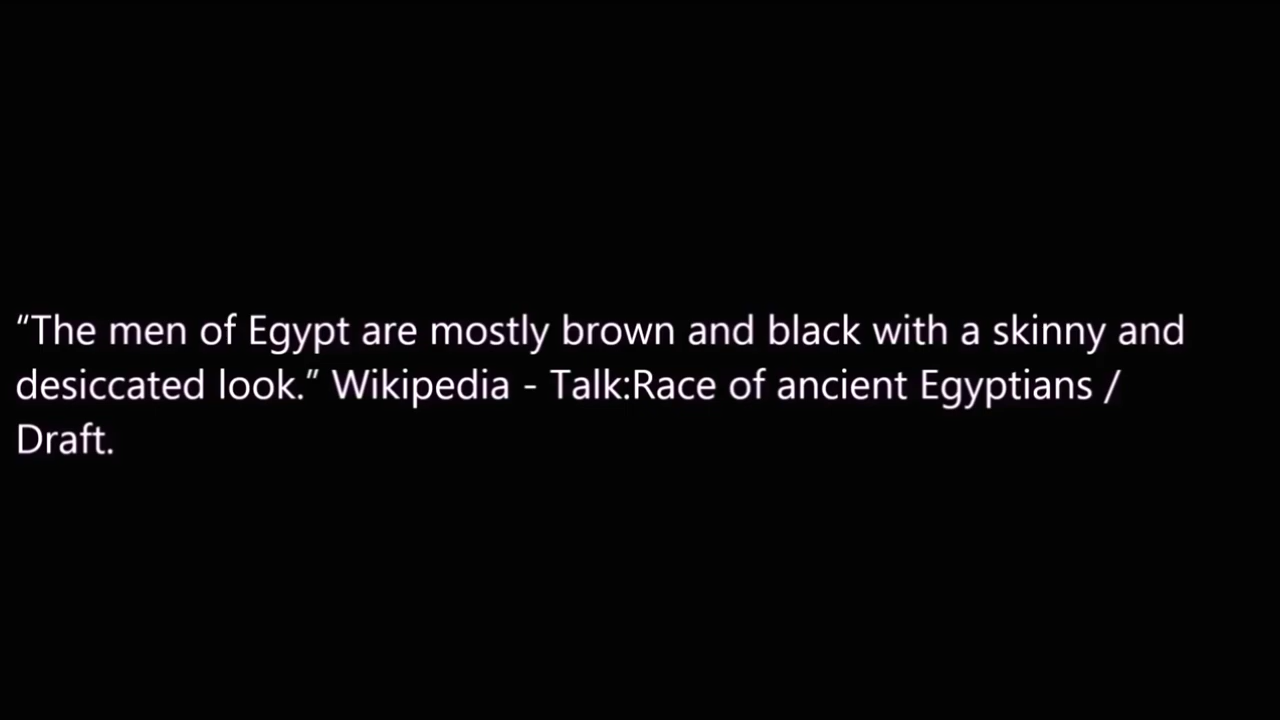 “The men of Egypt are mostly brown and black with a skinny and
desiccated look.” Wikipedia - Talk:Race of ancient Egyptians /
Draft.